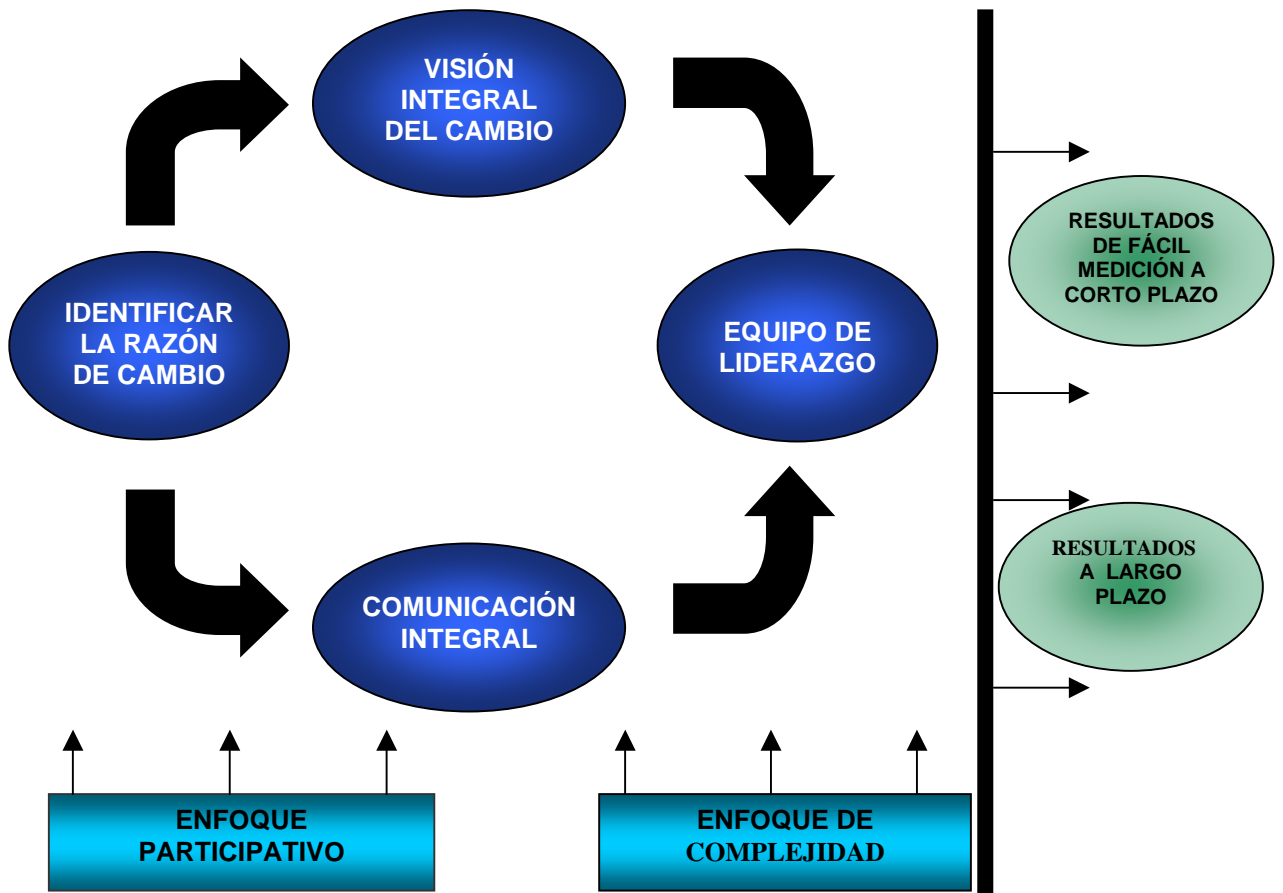 VISIÓN
INTEGRAL
DEL CAMBIO
IDENTIFICAR
LA RAZÓN
DE CAMBIO
EQUIPO DE
LIDERAZGO
COMUNICACIÓN
INTEGRAL
RESULTADOS
DE FÁCIL
MEDICIÓN A
CORTO PLAZO
RESULTADOS
A LARGO
PLAZO
ENFOQUE
PARTICIPATIVO
ENFOQUE DE
COMPLEJIDAD